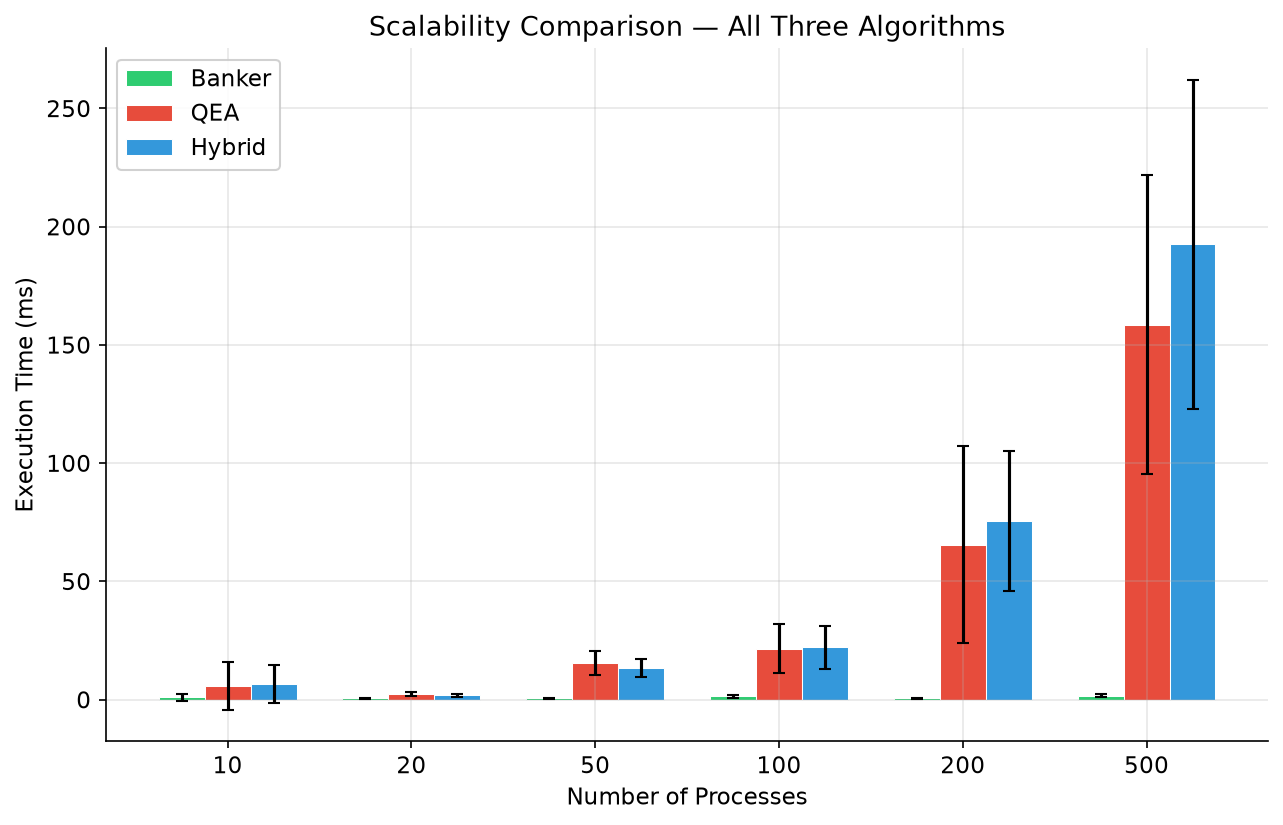 Scalability Comparison — All Three Algorithms
Banker
QEA
Hybrid
Execution Time (ms)
250
200
150
100
50
0
10 20 50 100 200 500
Number of Processes